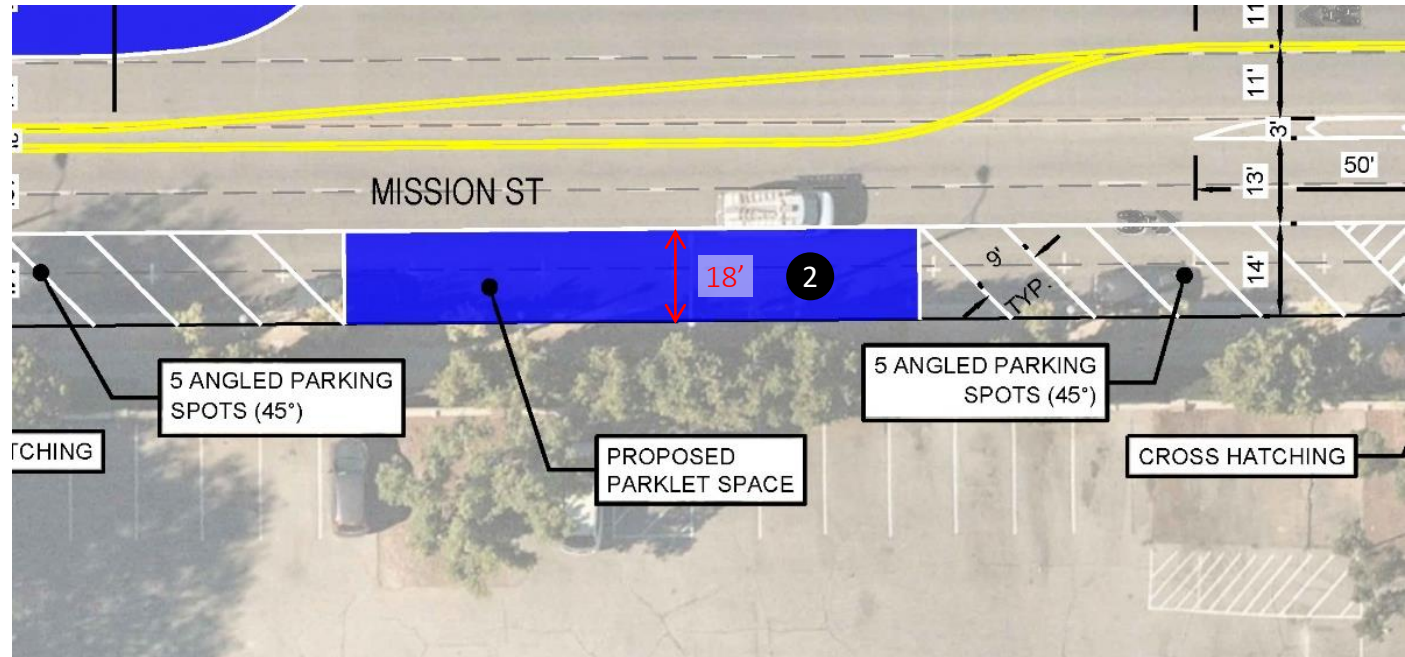 11'
11'
3'
50'
13'
MISSION ST
18’
2
9'
TYP.
14'
5 ANGLED PARKING
SPOTS (45°)
5 ANGLED PARKING
SPOTS (45°)
TCHING
PROPOSED
PARKLET SPACE
CROSS HATCHING